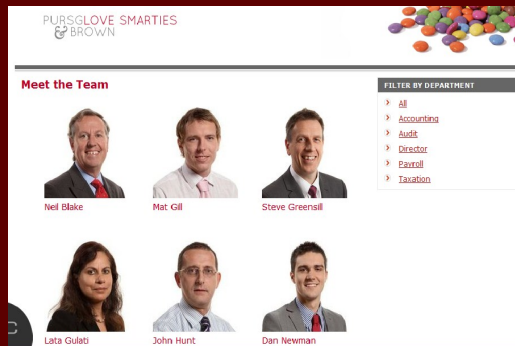 PURSGLOVE SMARTIES
& BROWN
Meet the Team
FILTER BY DEPARTMENT
All
Accounting
Audit
Director
Payroll
Taxation
Neil Blake
Mat Gill
Steve Greensill
Lata Gulati
John Hunt
Dan Newman